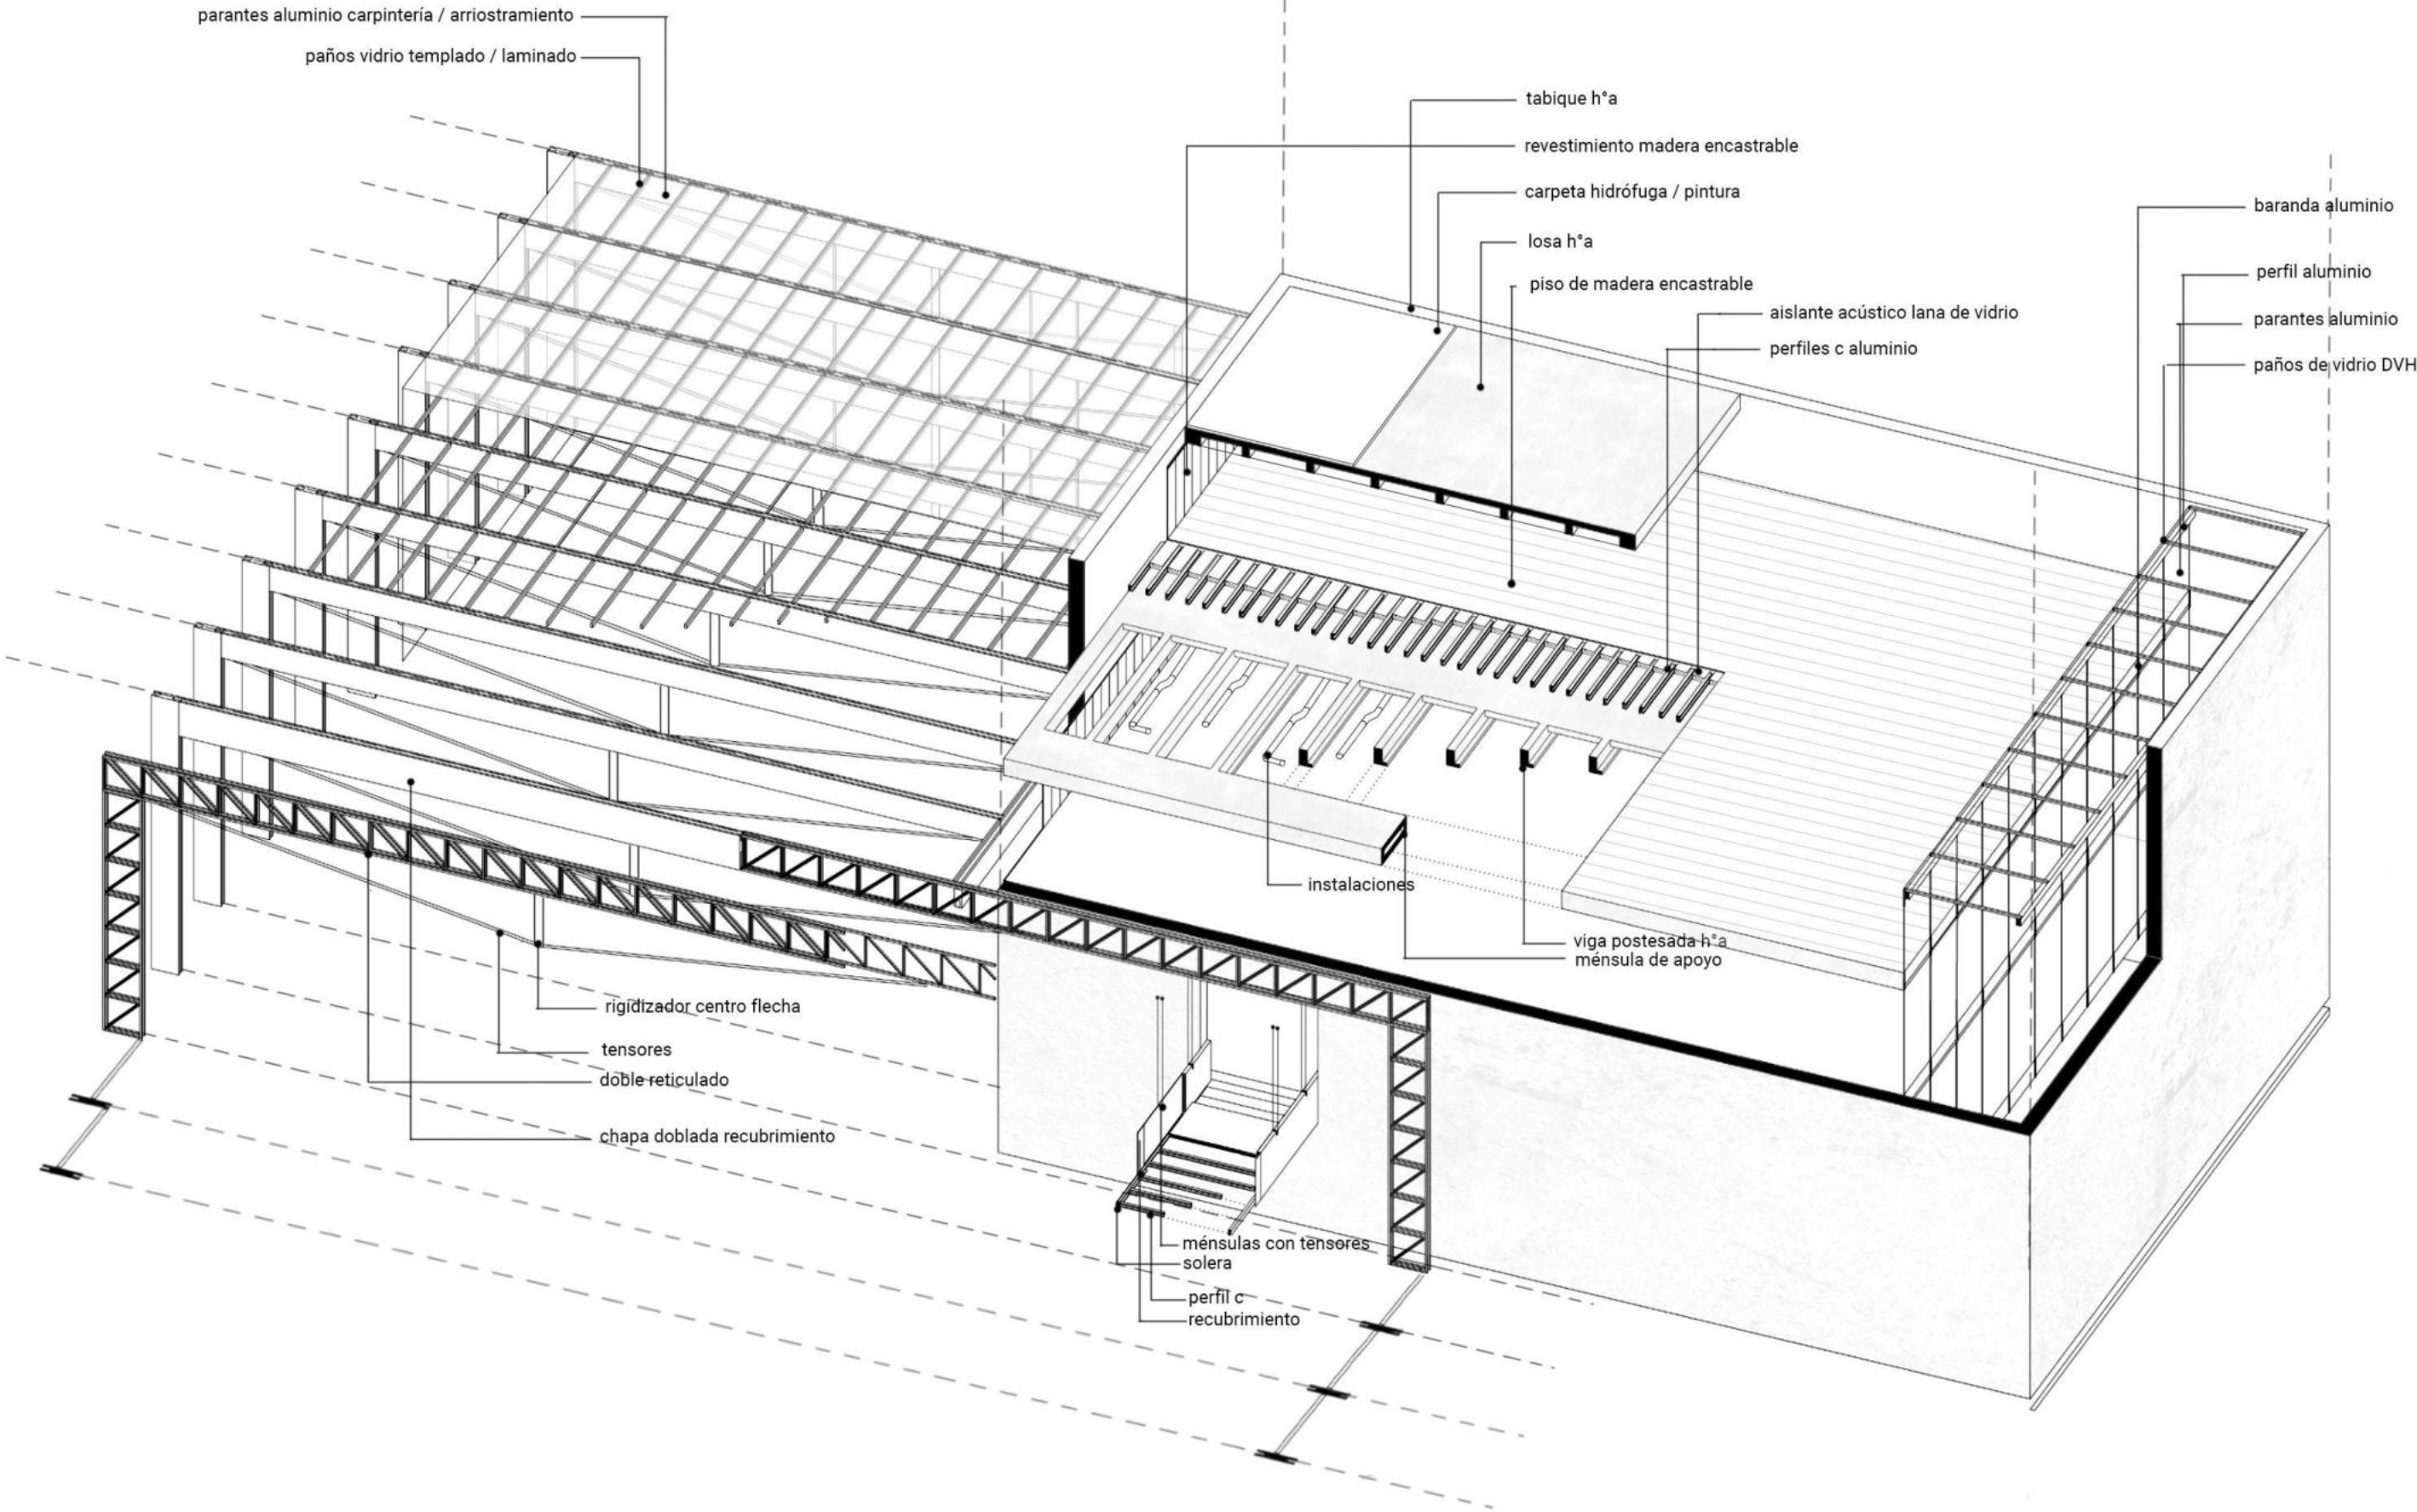 parantes aluminio carpintería / arriostramiento
paños vidrio templado / laminado
tabique h°a
revestimiento madera encastrable
carpeta hidrófuga / pintura
losa h°a
piso de madera encastrable
aislante acústico lana de vidrio
perfiles c aluminio
baranda aluminio
perfil aluminio
parantes aluminio
paños de vidrio DVH
instalaciones
viga postesada h°a
ménsula de apoyo
rigidizador centro flecha
tensores
doble reticulado
chapa doblada recubrimiento
ménsulas con tensores
solera
perfil c
recubrimiento